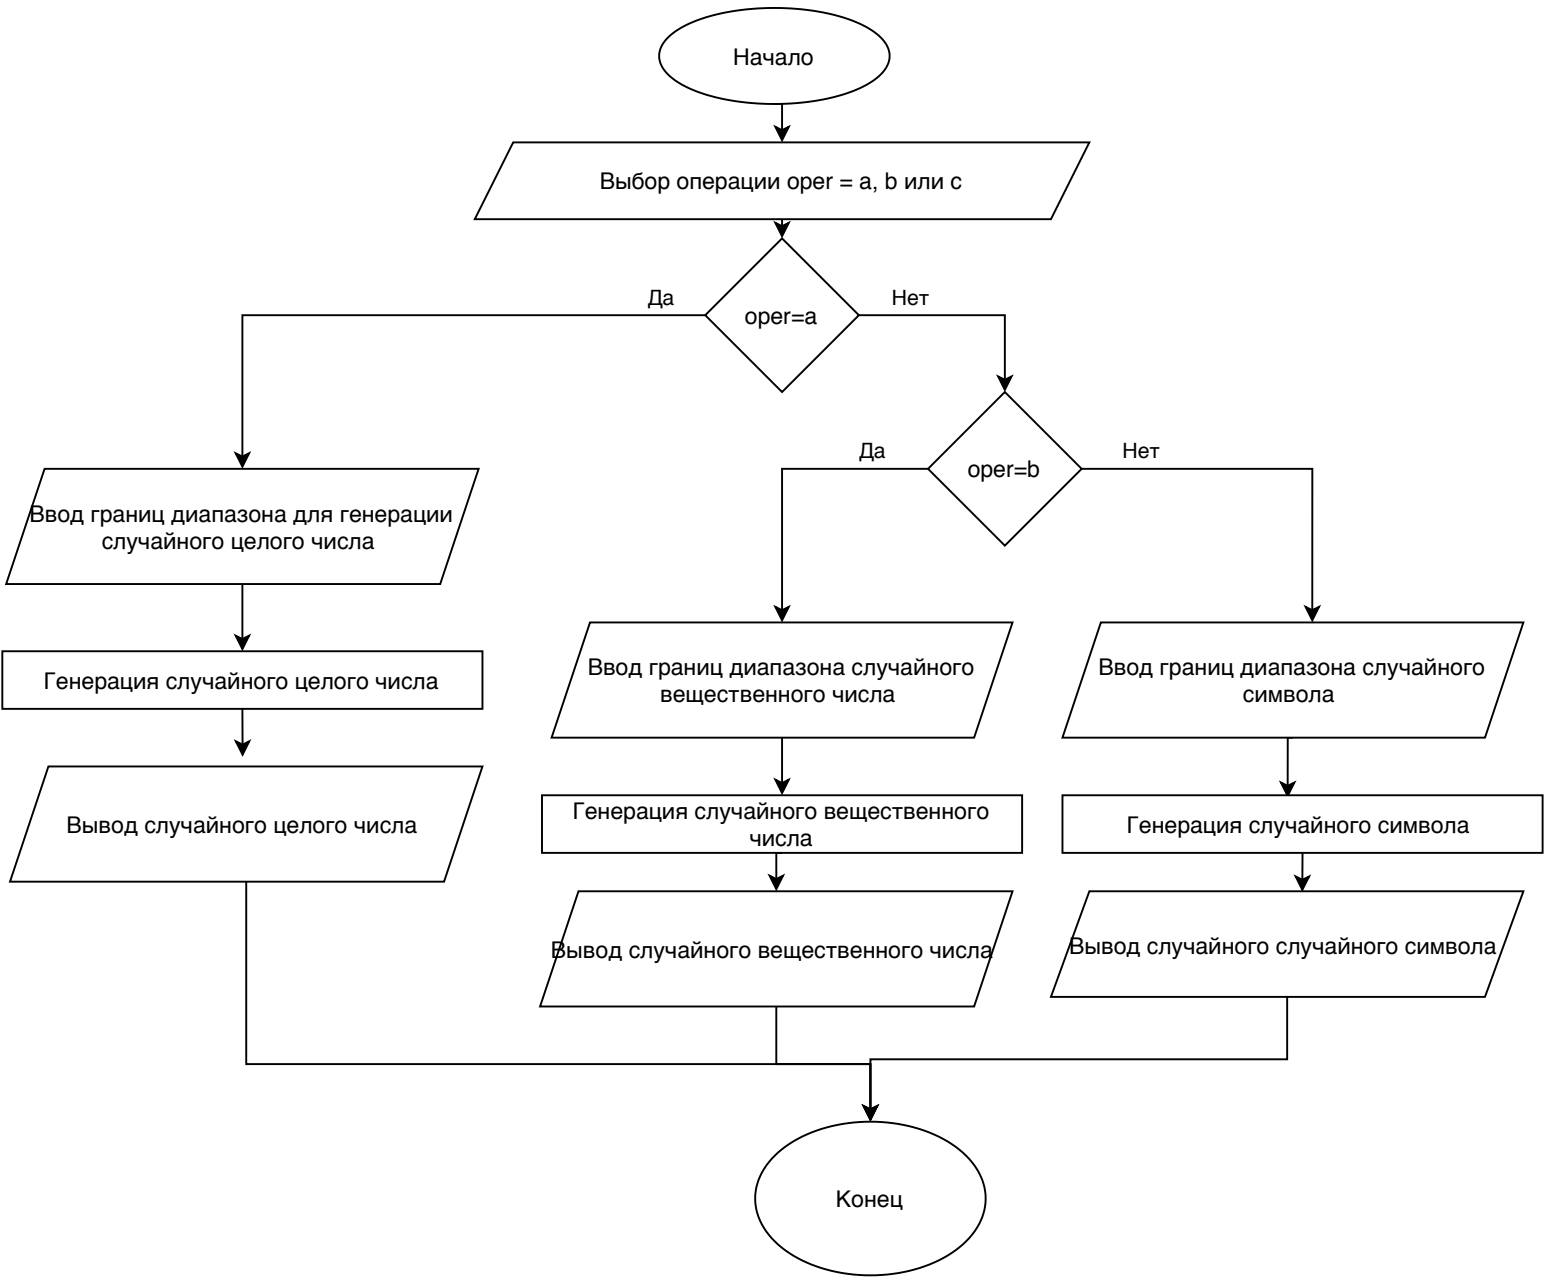 Начало
Выбор операции oper = a, b или c
Да
oper=a
Нет
Да
oper=b
Нет
Ввод границ диапазона для генерации
случайного целого числа
Генерация случайного целого числа
Вывод случайного целого числа
Ввод границ диапазона случайного
вещественного числа
Генерация случайного вещественного
числа
Вывод случайного вещественного числа
Ввод границ диапазона случайного
символа
Генерация случайного символа
Вывод случайного случайного символа
Конец